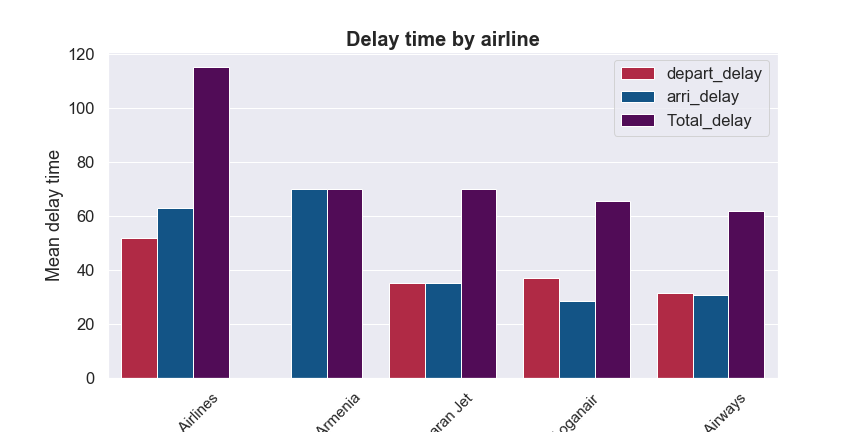 Delay time by airline
depart_delay
arri_delay
Total_delay
Mean delay time
120
100
80
60
40
20
0
Airlines
Armenia
Jet
Airways